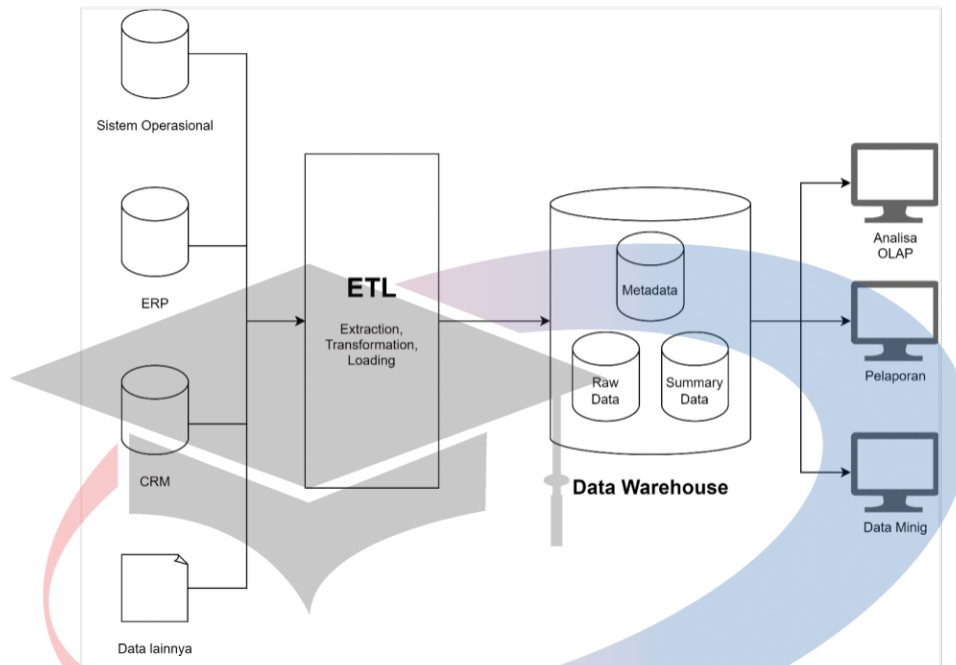 Sistem Operasional
ERP
CRM
Data lainnya
ETL
Extraction,
Transformation,
Loading
Metadata
Raw
Data
Summary
Data
Data Warehouse
Analisa
OLAP
Pelaporan
Data Minig